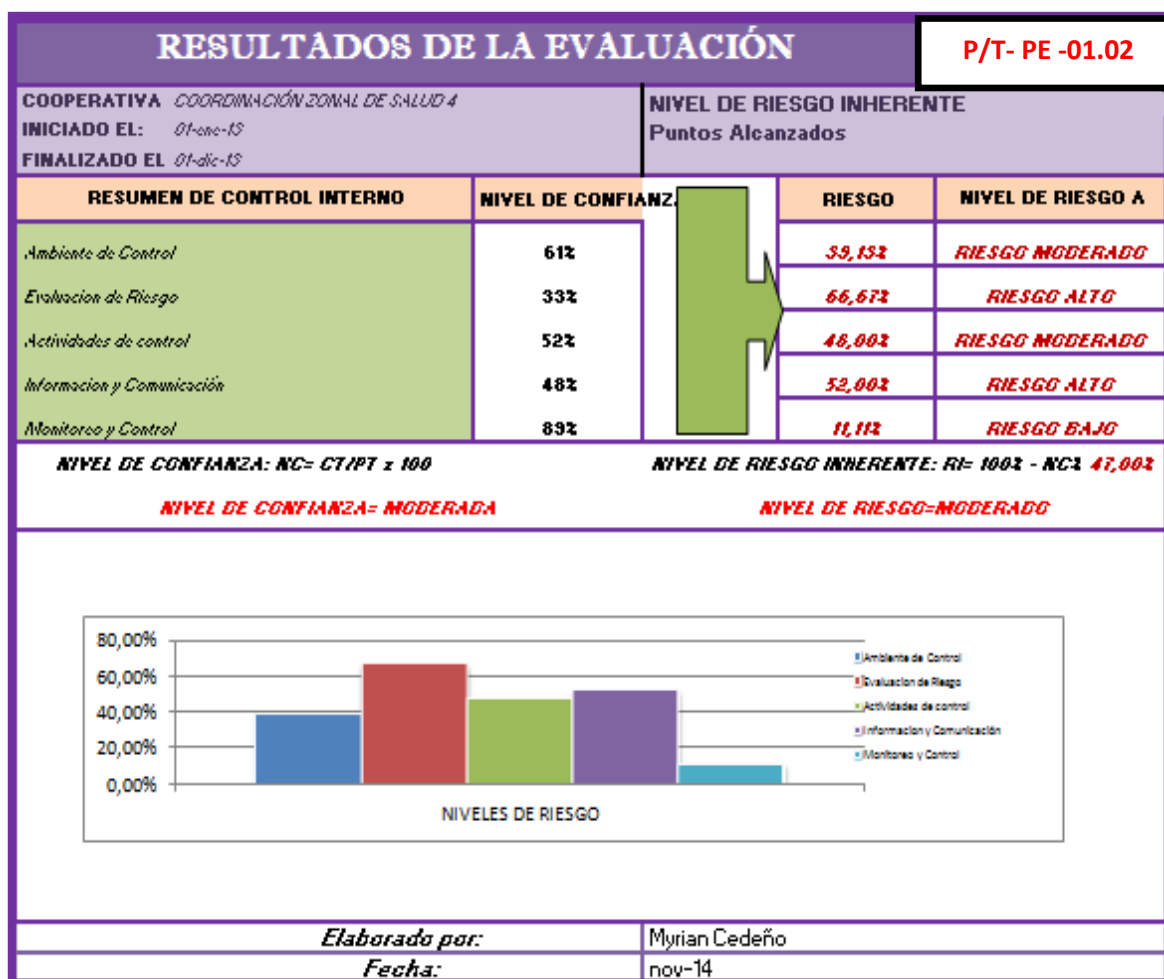 RESULTADOS DE LA EVALUACIÓN
P/T- PE -01.02
COOPERATIVA COORDINACIÓN ZONAL DE SALUD 4
INICIADO EL: 01-ene-13
FINALIZADO EL 01-dic-13
NIVEL DE RIESGO INHERENTE
Puntos Alcanzados
RESUMEN DE CONTROL INTERNO NIVEL DE CONFIANZ. RIESGO NIVEL DE RIESGO A
Ambiente de Control 61% 39,13% RIESGO MODERADO
Evaluacion de Riesgo 33% 66,67% RIESGO ALTO
Actividades de control 52% 48,00% RIESGO MODERADO
Informacion y Comunicación 48% 52,00% RIESGO ALTO
Monitoreo y Control 89% 11,11% RIESGO BAJO
NIVEL DE CONFIANZA: NC= CT/PT x 100 NIVEL DE RIESGO INHERENTE: RI= 100% - NC% 47,00%
NIVEL DE CONFIANZA= MODERADA NIVEL DE RIESGO=MODERADO
80,00%
60,00%
40,00%
20,00%
0,00%
NIVELES DE RIESGO
Ambiente de Control
Evaluacion de Riesgo
Actividades de control
Informacion y Comunicación
Monitoreo y Control
Elaborado por: Myrian Cedeño
Fecha: nov-14